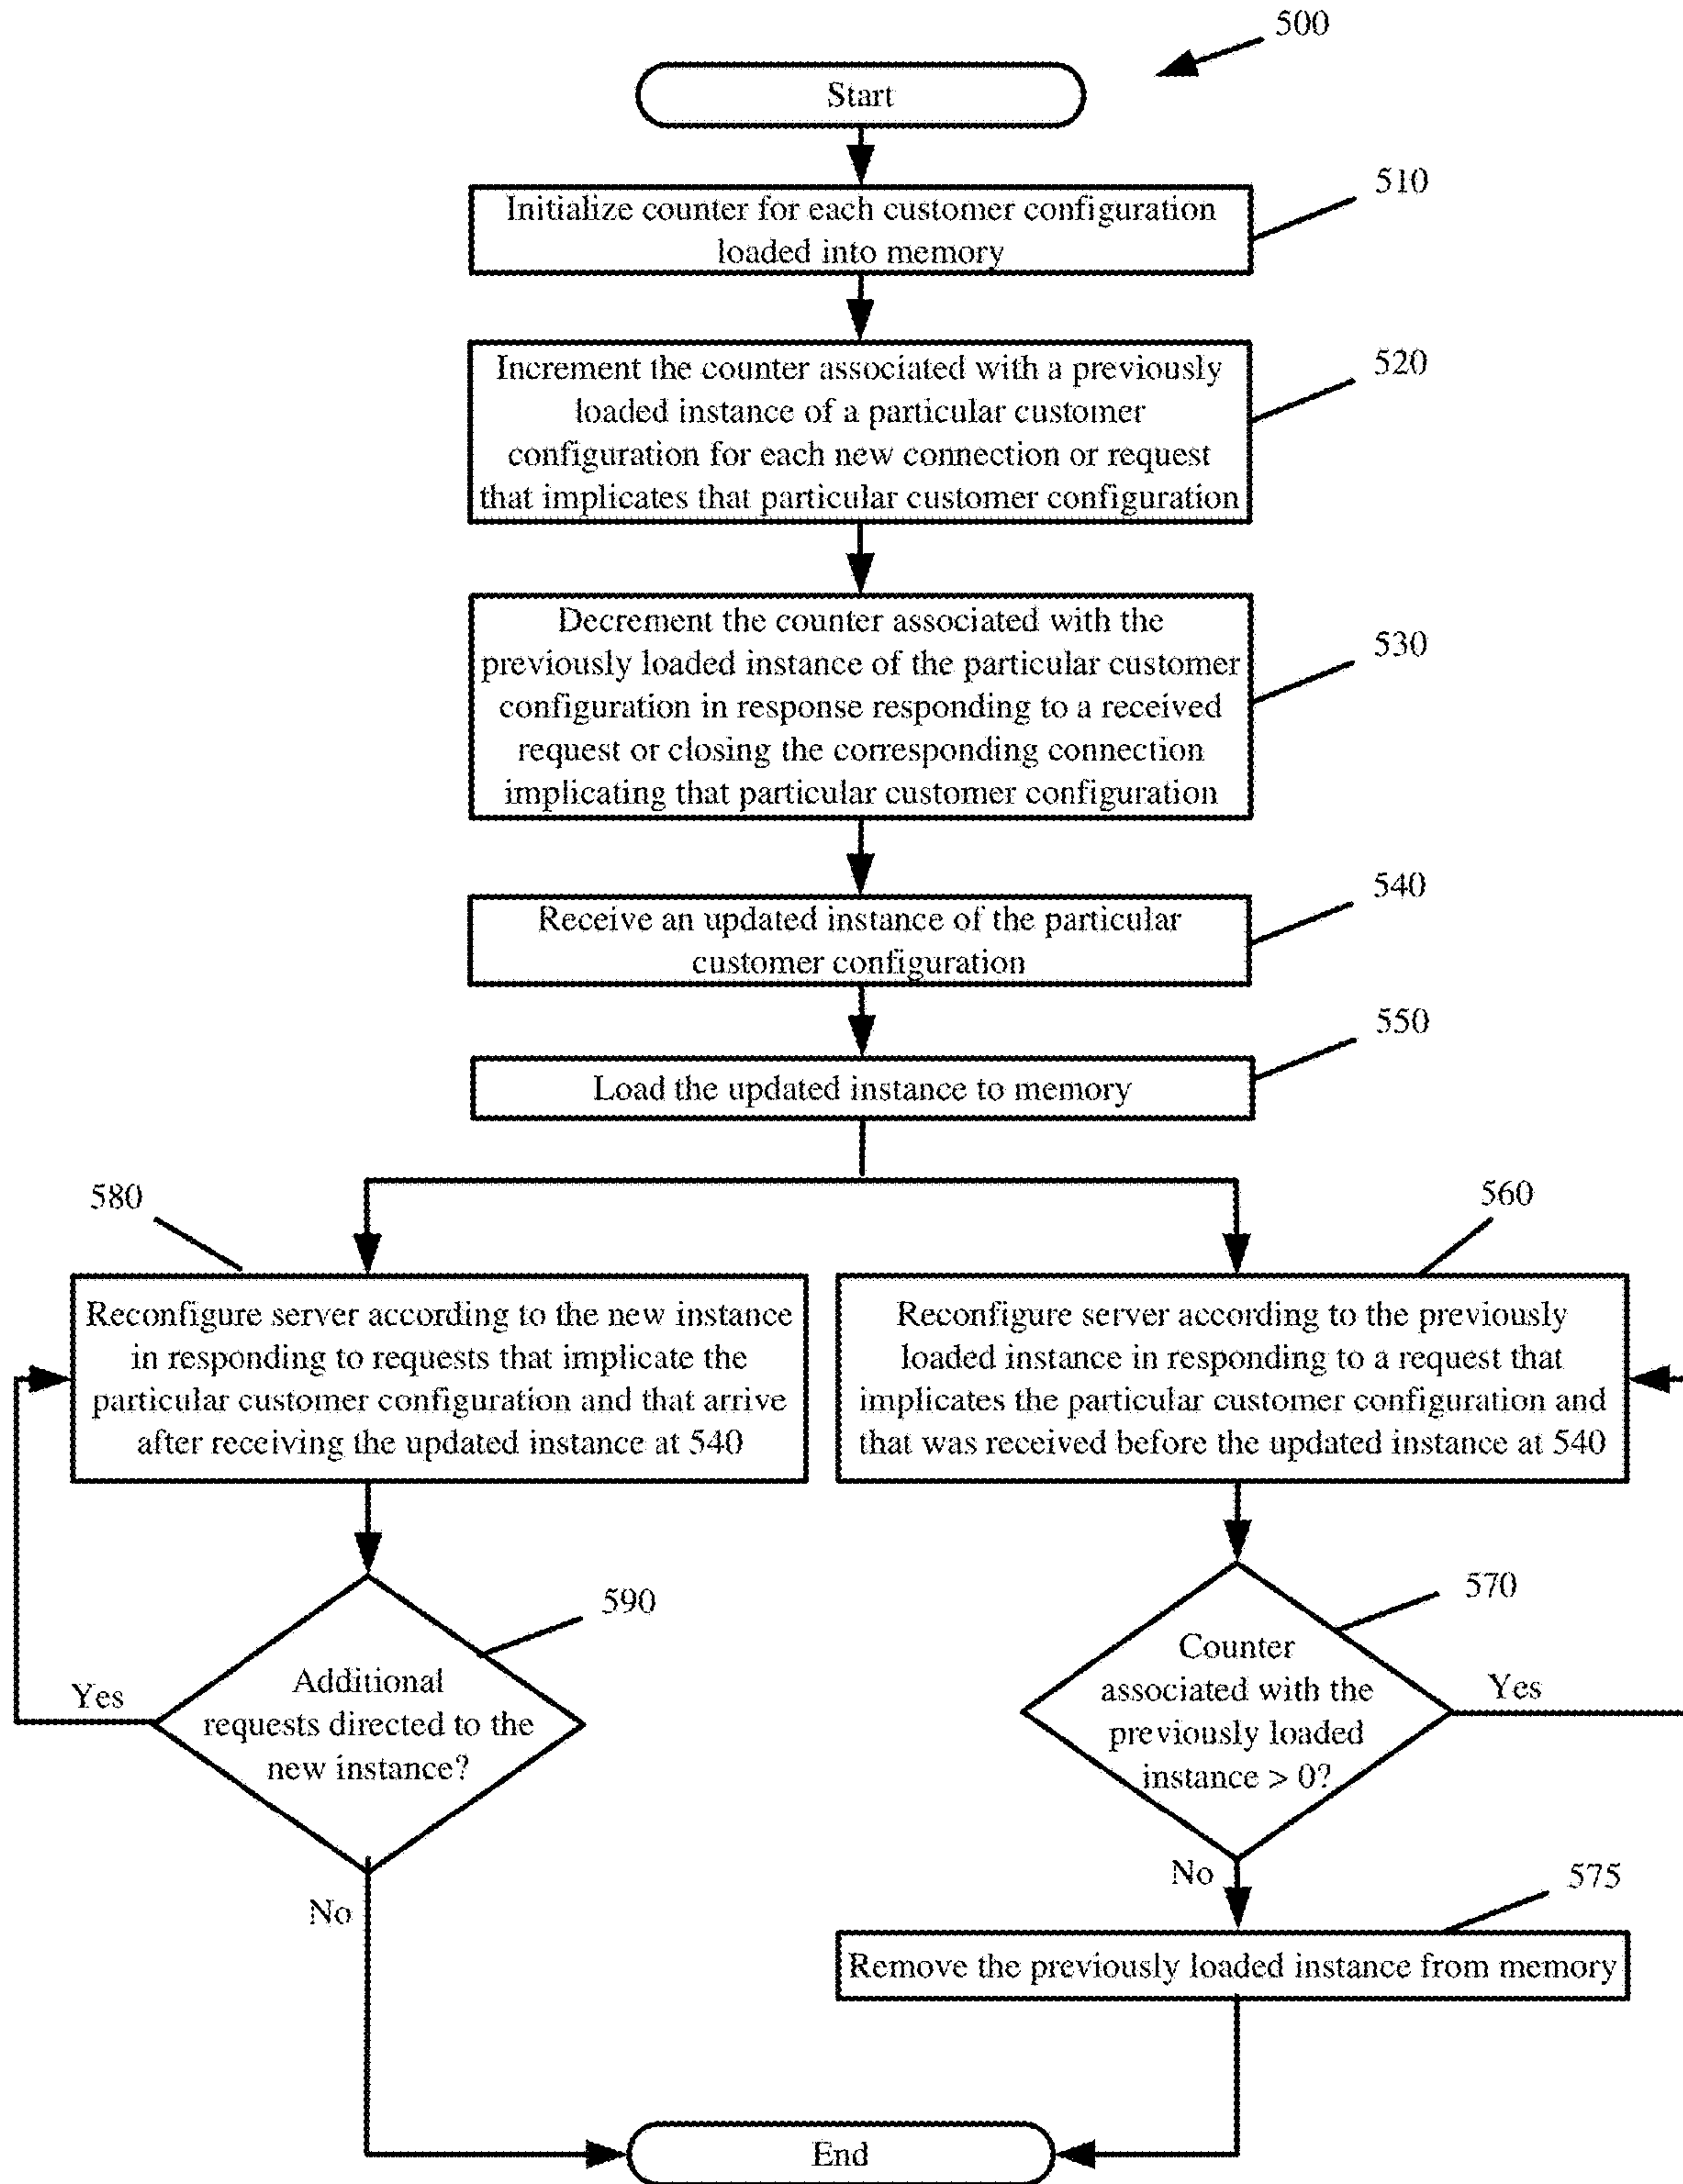 500
Start
510
Initialize counter for each customer configuration
loaded into memory
520
Increment the counter associated with a previously
loaded instance of a particular customer
configuration for each new connection or request
that implicates that particular customer configuration
530
Decrement the counter associated with the
previously loaded instance of the particular customer
configuration in response responding to a received
request or closing the corresponding connection
implicating that particular customer configuration
540
Receive an updated instance of the particular
customer configuration
550
Load the updated instance to memory
580
Reconfigure server according to the new instance
in responding to requests that implicate the
particular customer configuration and that arrive
after receiving the updated instance at 540
560
Reconfigure server according to the previously
loaded instance in responding to a request that
implicates the particular customer configuration and
that was received before the updated instance at 540
590
Additional
requests directed to the
new instance?
Yes
No
570
Counter
associated with the
previously loaded
instance > 0?
Yes
No
575
Remove the previously loaded instance from memory
End